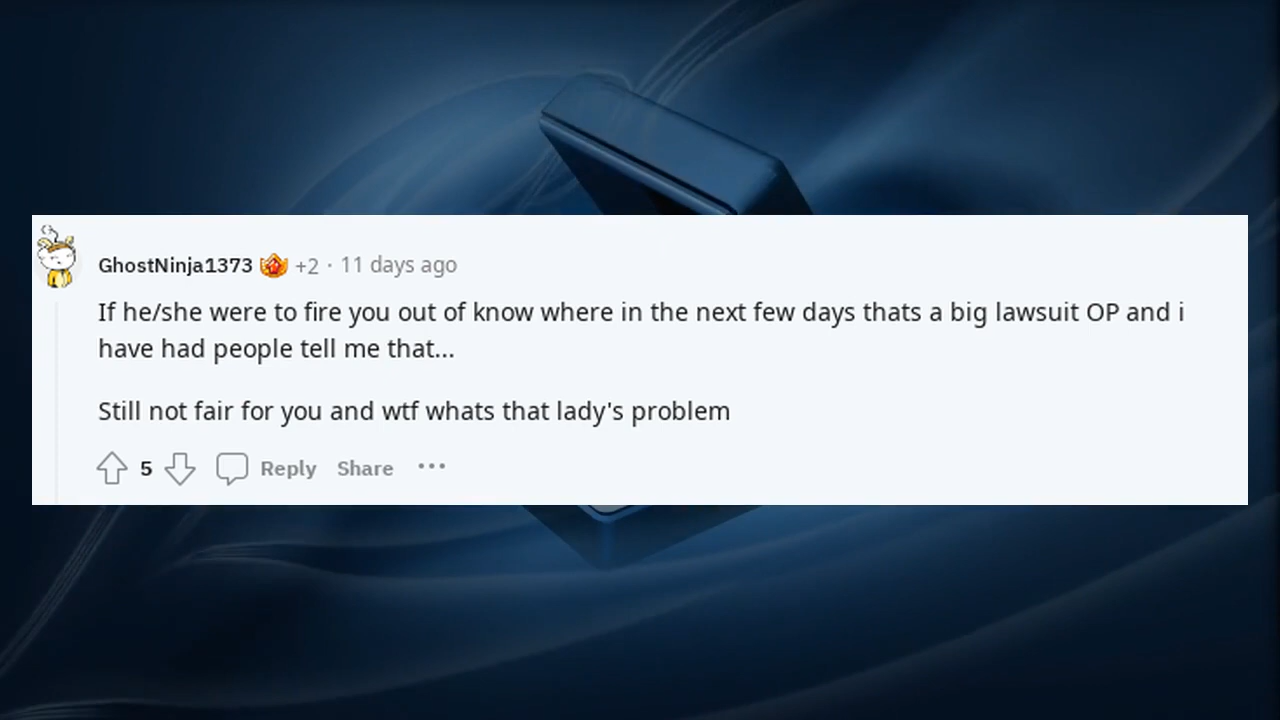 GhostNinja1373 +2 · 11 days ago
If he/she were to fire you out of know where in the next few days thats a big lawsuit OP and i
have had people tell me that...
Still not fair for you and wtf whats that lady's problem
5 Reply Share ···